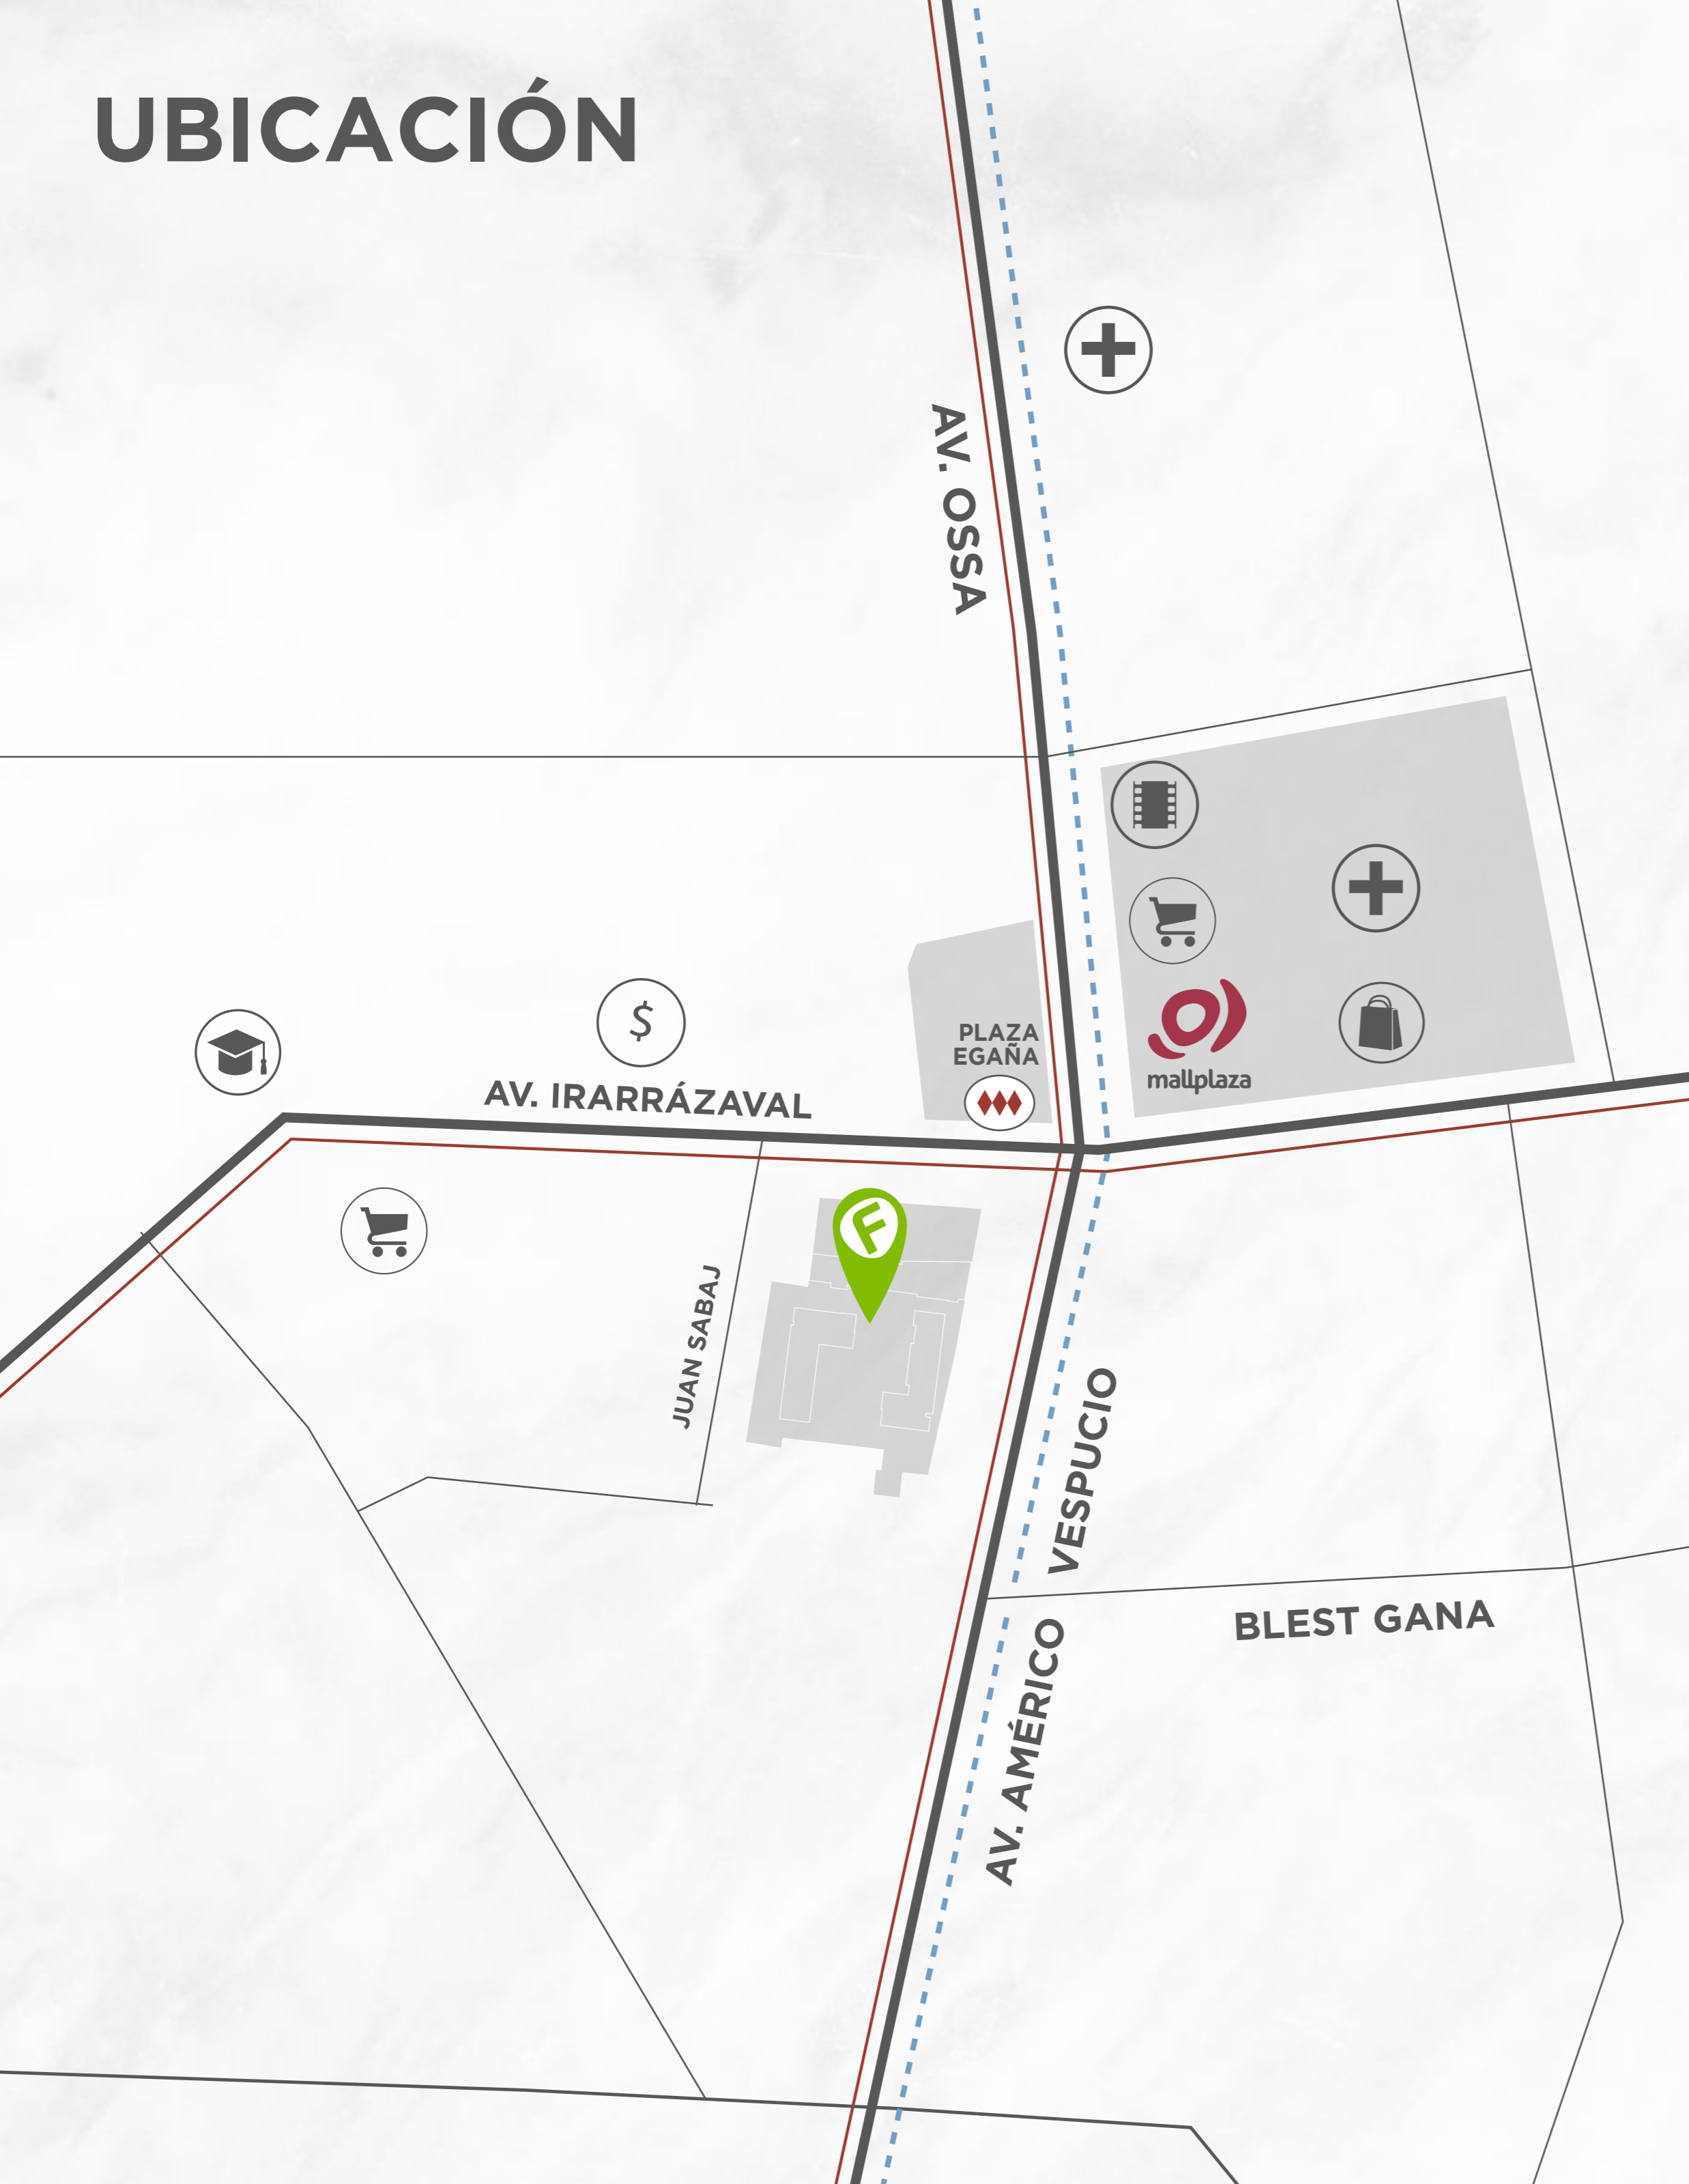 UBICACIÓN
AV. OSSA
$
PLAZA
EGAÑA
mallplaza
AV. IRARRÁZAVAL
F
JUAN SABAJ
AV. AMÉRICO VESPUCIO
BLEST GANA